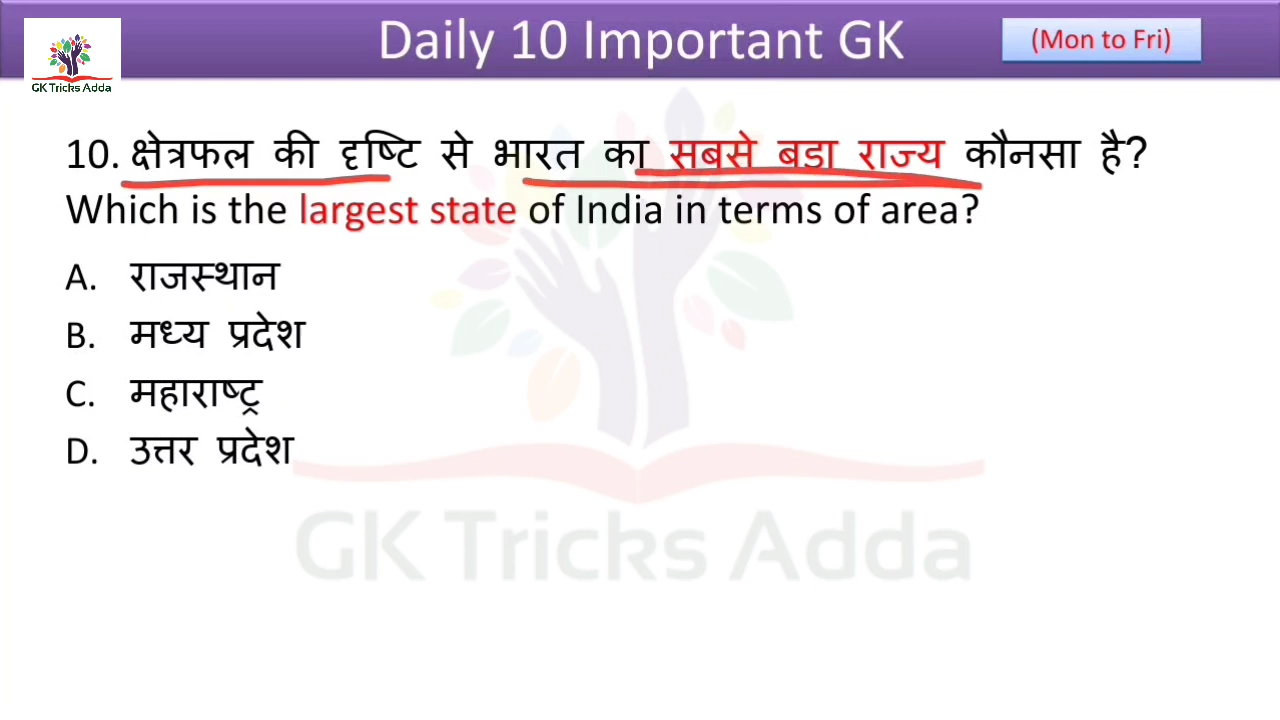 Daily 10 Important GK
(Mon to Fri)
GK Tricks Adda
10. क्षेत्रफल की दृष्टि से भारत का सबसे बडा राज्य कौनसा है?
Which is the largest state of India in terms of area?
A. राजस्थान
B. मध्य प्रदेश
C. महाराष्ट्र
D. उत्तर प्रदेश
GK Tricks Adda